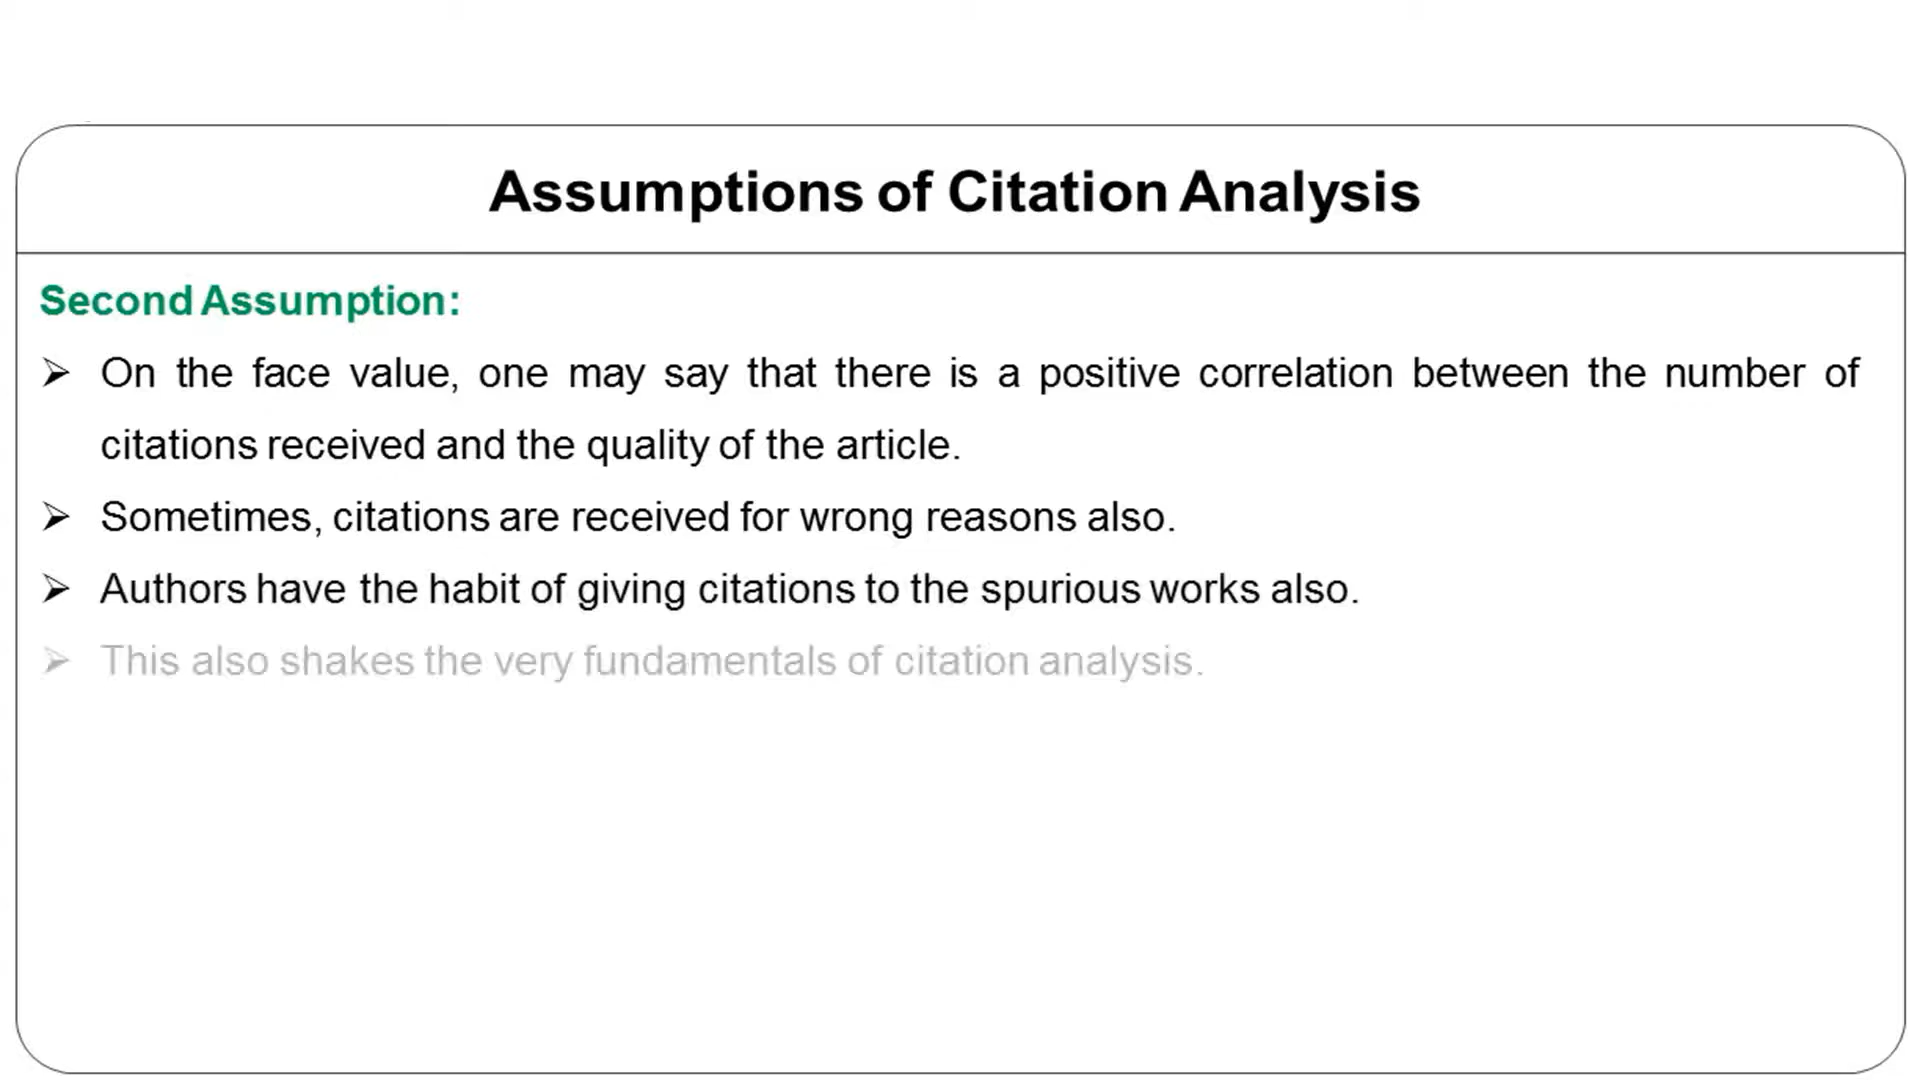 Assumptions of Citation Analysis
Second Assumption:
➢ On the face value, one may say that there is a positive correlation between the number of
citations received and the quality of the article.
➢ Sometimes, citations are received for wrong reasons also.
➢ Authors have the habit of giving citations to the spurious works also.
➢ This also shakes the very fundamentals of citation analysis.